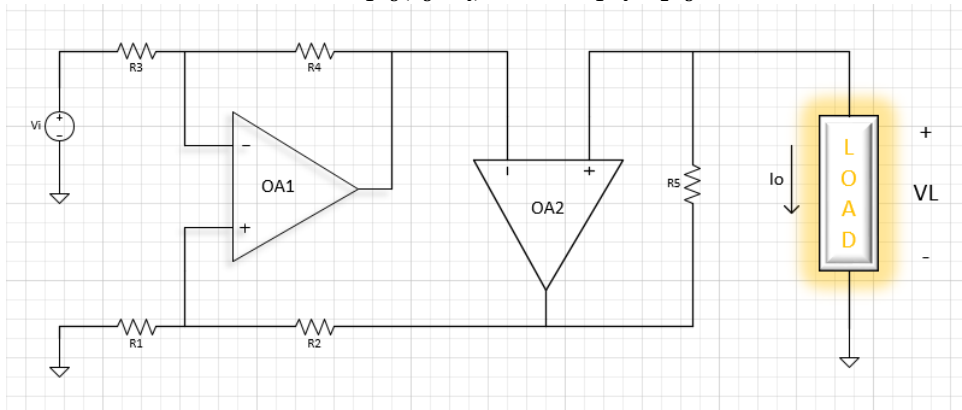 R3
R4
Vi
+
−
−
OA1
+
−
+
OA2
R5
Io
L
O
A
D
+
VL
-
R1
R2